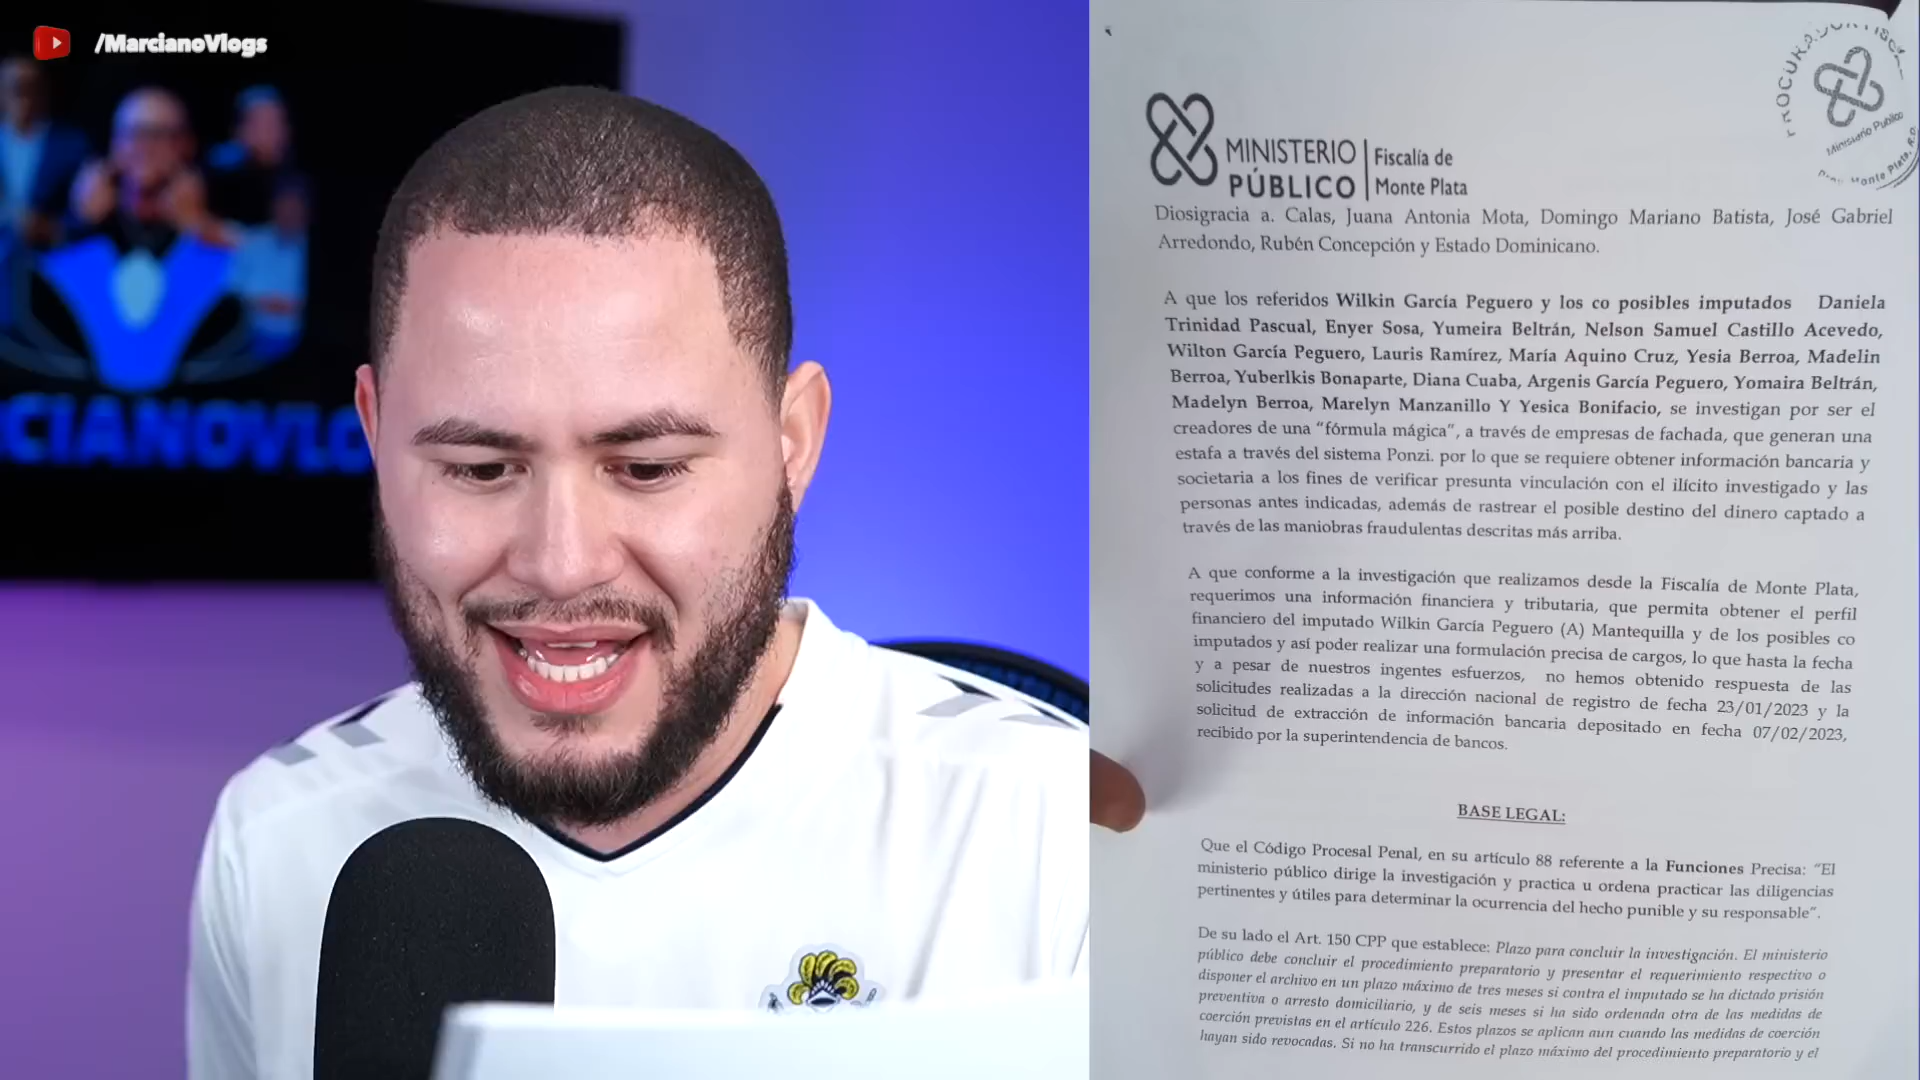 /MarcianoVlogs
CIANOVLO
PROCURADOR FISCAL
Ministerio Público
Monte Plata, R.D.
MINISTERIO
PÚBLICO
Fiscalía de
Monte Plata
Diosigracia a. Calas, Juana Antonia Mota, Domingo Mariano Batista, José Gabriel
Arredondo, Rubén Concepción y Estado Dominicano.
A que los referidos Wilkin García Peguero y los co posibles imputados Daniela
Trinidad Pascual, Enyer Sosa, Yumeira Beltrán, Nelson Samuel Castillo Acevedo,
Wilton García Peguero, Lauris Ramírez, María Aquino Cruz, Yesia Berroa, Madelin
Berroa, Yuberlkis Bonaparte, Diana Cuaba, Argenis García Peguero, Yomaira Beltrán,
Madelyn Berroa, Marelyn Manzanillo Y Yesica Bonifacio, se investigan por ser el
creadores de una “fórmula mágica”, a través de empresas de fachada, que generan una
estafa a través del sistema Ponzi. por lo que se requiere obtener información bancaria y
societaria a los fines de verificar presunta vinculación con el ilícito investigado y las
personas antes indicadas, además de rastrear el posible destino del dinero captado a
través de las maniobras fraudulentas descritas más arriba.
A que conforme a la investigación que realizamos desde la Fiscalía de Monte Plata,
requerimos una información financiera y tributaria, que permita obtener el perfil
financiero del imputado Wilkin García Peguero (A) Mantequilla y de los posibles co
imputados y así poder realizar una formulación precisa de cargos, lo que hasta la fecha
y a pesar de nuestros ingentes esfuerzos, no hemos obtenido respuesta de las
solicitudes realizadas a la dirección nacional de registro de fecha 23/01/2023 y la
solicitud de extracción de información bancaria depositado en fecha 07/02/2023,
recibido por la superintendencia de bancos.
BASE LEGAL:
Que el Código Procesal Penal, en su artículo 88 referente a la Funciones Precisa: “El
ministerio público dirige la investigación y practica u ordena practicar las diligencias
pertinentes y útiles para determinar la ocurrencia del hecho punible y su responsable”.
De su lado el Art. 150 CPP que establece: Plazo para concluir la investigación. El ministerio
público debe concluir el procedimiento preparatorio y presentar el requerimiento respectivo o
disponer el archivo en un plazo máximo de tres meses si contra el imputado se ha dictado prisión
preventiva o arresto domiciliario, y de seis meses si ha sido ordenada otra de las medidas de
coerción previstas en el artículo 226. Estos plazos se aplican aun cuando las medidas de coerción
hayan sido revocadas. Si no ha transcurrido el plazo máximo del procedimiento preparatorio y el